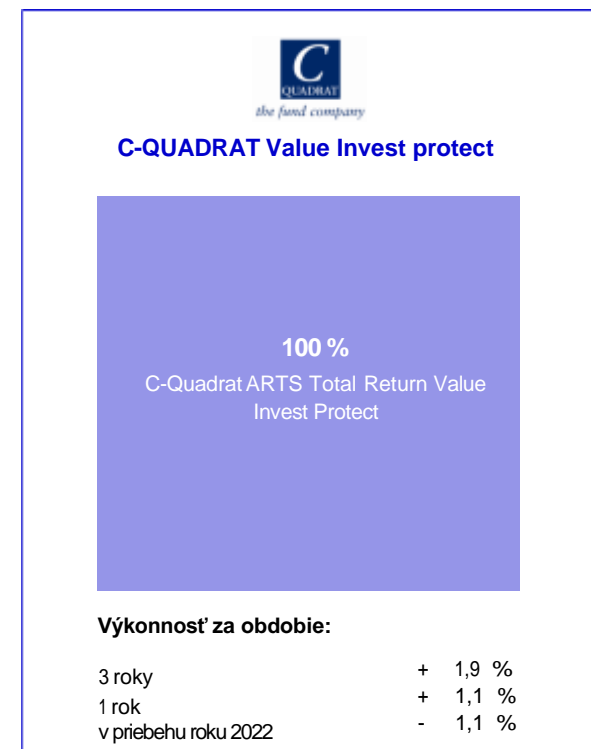 C
QUADRAT
the fund company
C-QUADRAT Value Invest protect
100 %
C-Quadrat ARTS Total Return Value
Invest Protect
Výkonnosť za obdobie:
3 roky + 1,9 %
1 rok + 1,1 %
v priebehu roku 2022 - 1,1 %